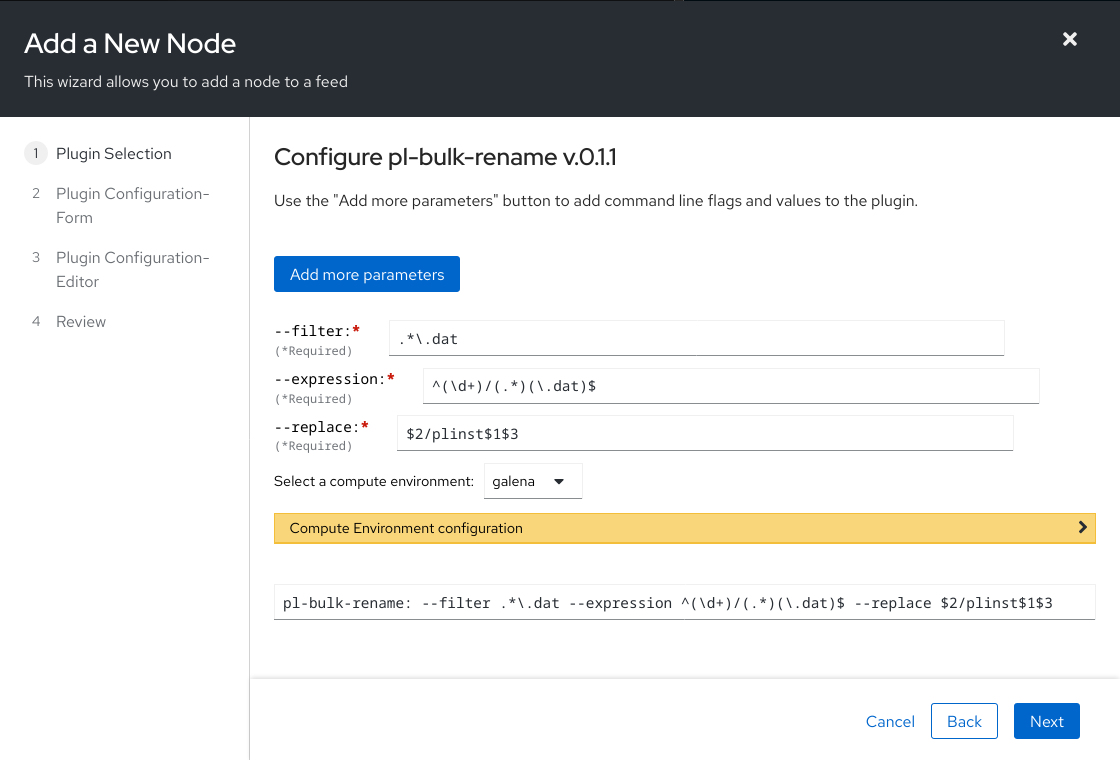 Add a New Node
This wizard allows you to add a node to a feed
1 Plugin Selection
2 Plugin Configuration-
Form
3 Plugin Configuration-
Editor
4 Review
Configure pl-bulk-rename v.0.1.1
Use the "Add more parameters" button to add command line flags and values to the plugin.
Add more parameters
--filter:*
(*Required)
.*\.dat
--expression:*
(*Required)
^(\d+)/(.*)(\.dat)$
--replace:*
(*Required)
$2/plinst$1$3
Select a compute environment: galena
Compute Environment configuration
pl-bulk-rename: --filter .*\.dat --expression ^(\d+)/(.*)(\.dat)$ --replace $2/plinst$1$3
Cancel Back Next